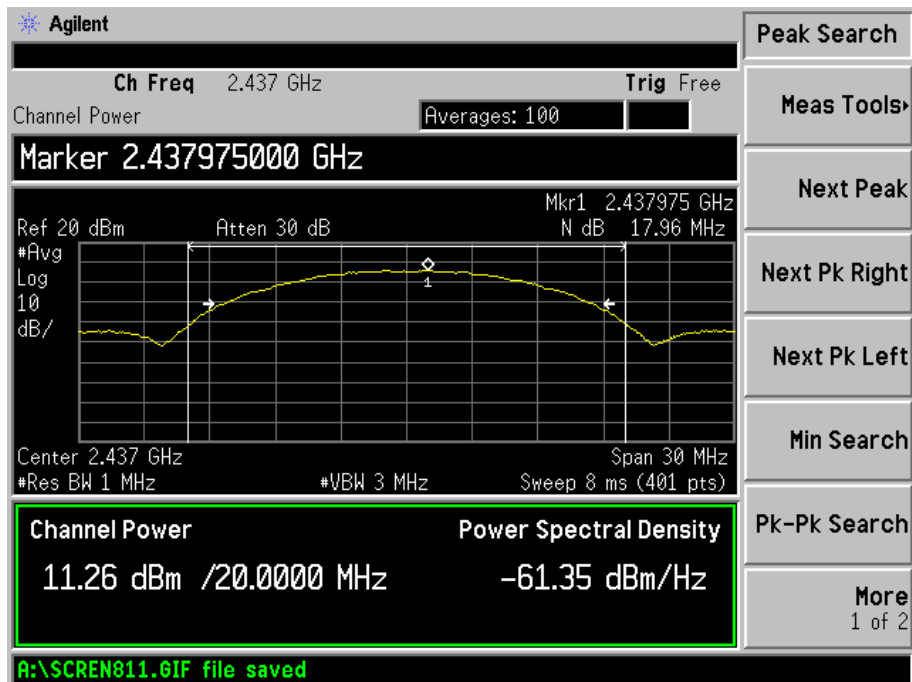 Agilent
Peak Search
Ch Freq 2.437 GHz Trig Free
Channel Power Averages: 100
Meas Tools▸
Marker 2.437975000 GHz
Mkr1 2.437975 GHz
Ref 20 dBm Atten 30 dB N dB 17.96 MHz
Next Peak
#Avg
Log
10
dB/
1
Next Pk Right
Next Pk Left
Center 2.437 GHz Span 30 MHz
#Res BW 1 MHz #VBW 3 MHz Sweep 8 ms (401 pts)
Min Search
Channel Power Power Spectral Density
11.26 dBm /20.0000 MHz -61.35 dBm/Hz
Pk-Pk Search
More
1 of 2
A:\SCREN811.GIF file saved